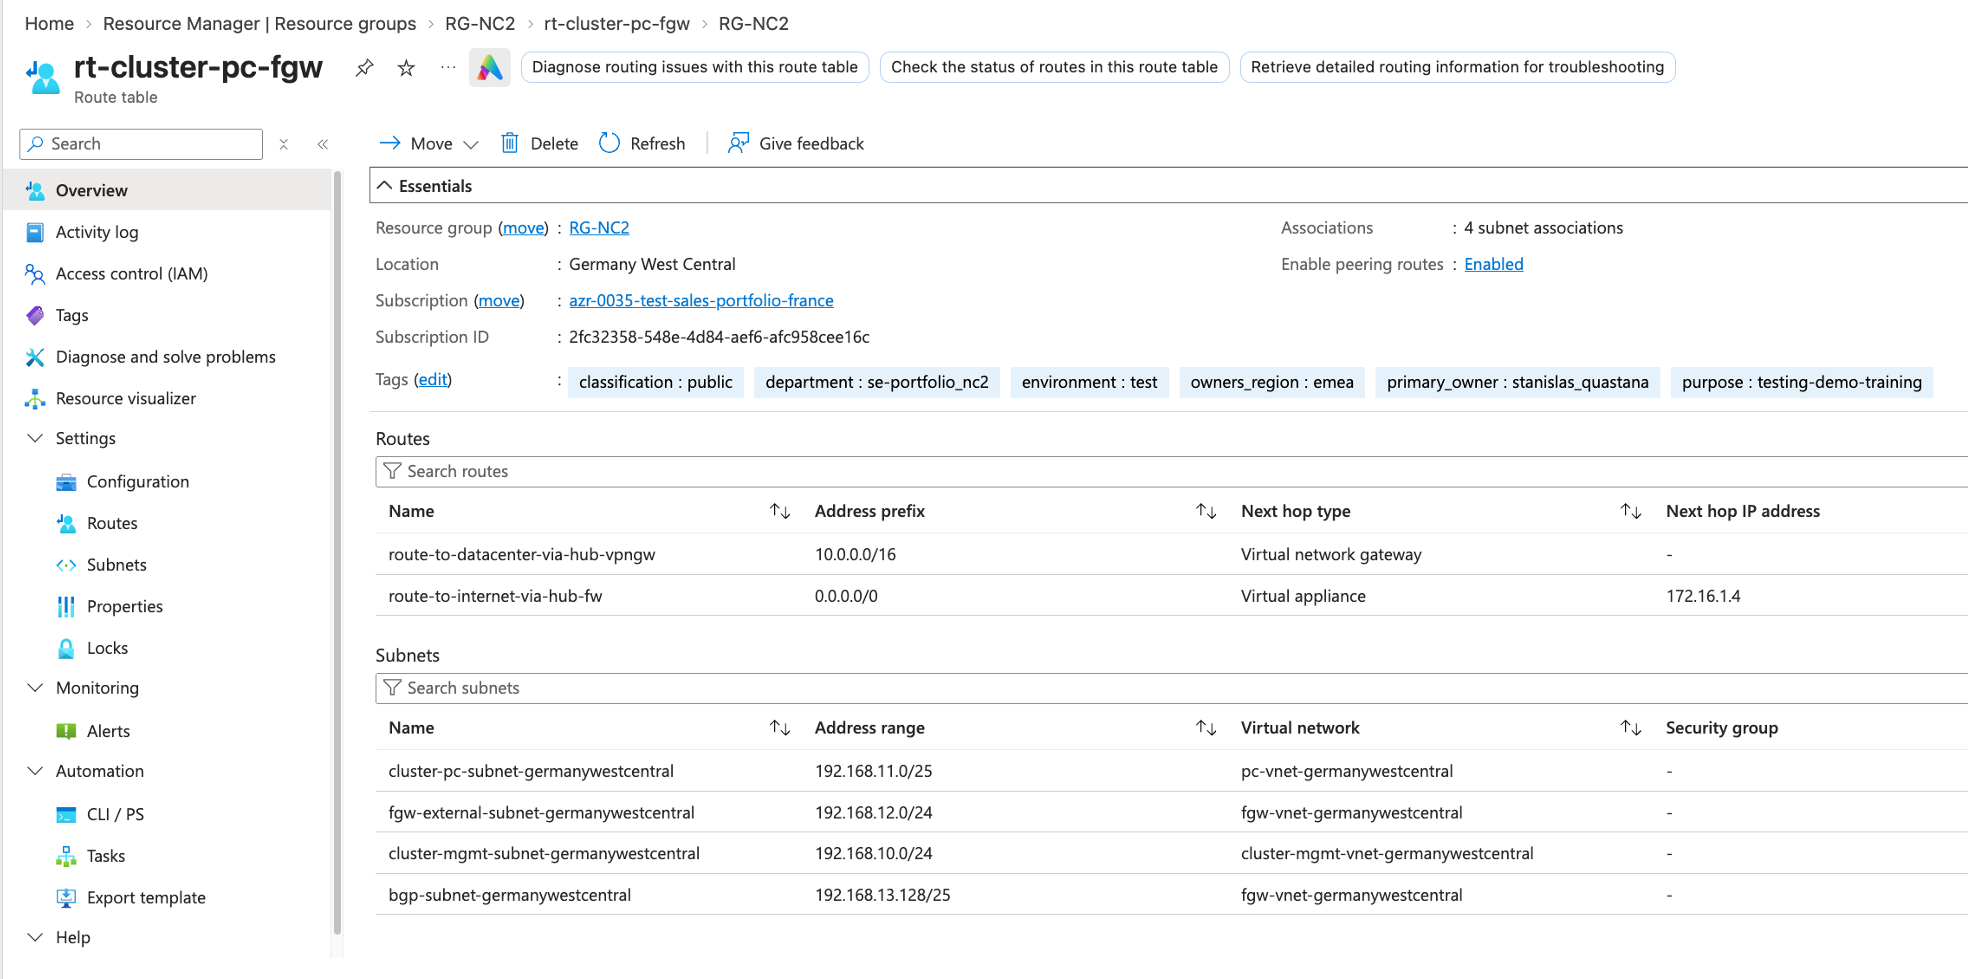 Home > Resource Manager | Resource groups > RG-NC2 > rt-cluster-pc-fgw > RG-NC2
rt-cluster-pc-fgw
Route table
Diagnose routing issues with this route table
Check the status of routes in this route table
Retrieve detailed routing information for troubleshooting
Search
Overview
Activity log
Access control (IAM)
Tags
Diagnose and solve problems
Resource visualizer
Settings
Configuration
Routes
Subnets
Properties
Locks
Monitoring
Alerts
Automation
CLI / PS
Tasks
Export template
Help
Move Delete Refresh Give feedback
Essentials
Resource group (move) : RG-NC2
Location : Germany West Central
Subscription (move) : azr-0035-test-sales-portfolio-france
Subscription ID : 2fc32358-548e-4d84-aef6-afc958cee16c
Associations : 4 subnet associations
Enable peering routes : Enabled
Tags (edit) : classification : public department : se-portfolio_nc2 environment : test owners_region : emea primary_owner : stanislas_quastana purpose : testing-demo-training
Routes
Search routes
Name Address prefix Next hop type Next hop IP address
route-to-datacenter-via-hub-vpngw 10.0.0.0/16 Virtual network gateway -
route-to-internet-via-hub-fw 0.0.0.0/0 Virtual appliance 172.16.1.4
Subnets
Search subnets
Name Address range Virtual network Security group
cluster-pc-subnet-germanywestcentral 192.168.11.0/25 pc-vnet-germanywestcentral -
fgw-external-subnet-germanywestcentral 192.168.12.0/24 fgw-vnet-germanywestcentral -
cluster-mgmt-subnet-germanywestcentral 192.168.10.0/24 cluster-mgmt-vnet-germanywestcentral -
bgp-subnet-germanywestcentral 192.168.13.128/25 fgw-vnet-germanywestcentral -